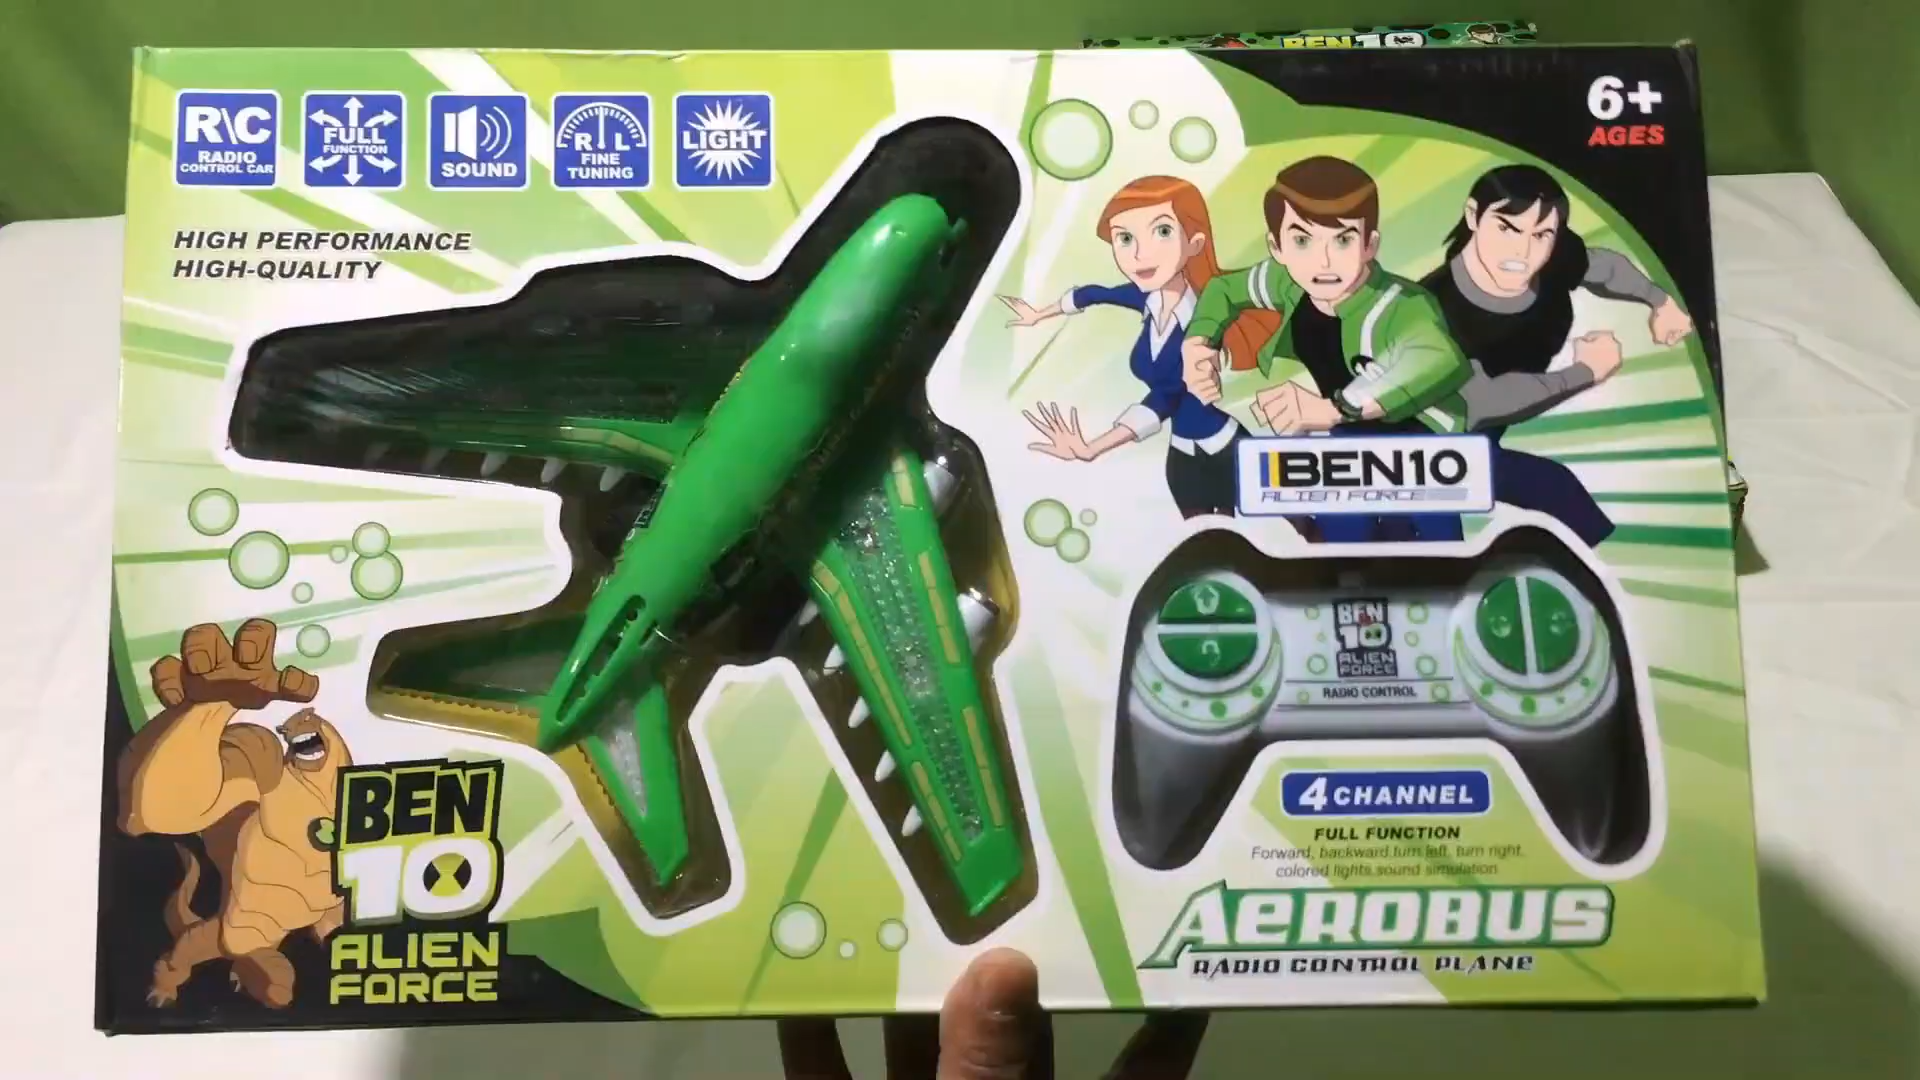 BEN 10
6+
AGES
R\C
RADIO
CONTROL CAR
FULL
FUNCTION
SOUND
R L
FINE
TUNING
LIGHT
HIGH PERFORMANCE
HIGH-QUALITY
BEN10
ALIEN FORCE
BEN
10
ALIEN
FORCE
RADIO CONTROL
4 CHANNEL
FULL FUNCTION
Forward, backward.turn left, turn right,
colored lights.sound simulation
AEROBUS
RADIO CONTROL PLANE
BEN
10
ALIEN
FORCE